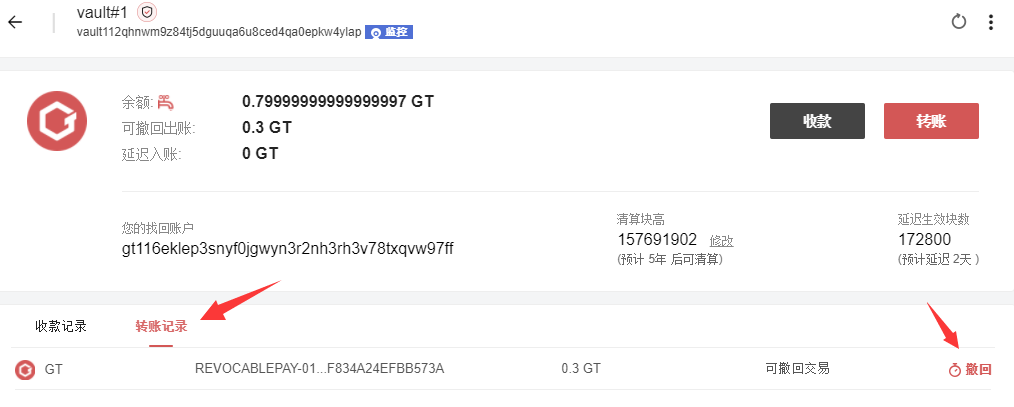 vault#1
vault112qhnwm9z84tj5dguuqa6u8ced4qa0epkw4ylap 监控
余额: 0.79999999999999997 GT
可撤回出账: 0.3 GT
延迟入账: 0 GT
收款 转账
您的找回账户
gt116eklep3snyf0jgwyn3r2nh3rh3v78txqvw97ff
清算块高
157691902 修改
(预计 5年 后可清算)
延迟生效块数
172800
(预计延迟 2天 )
收款记录 转账记录
GT REVOCABLEPAY-01...F834A24EFBB573A 0.3 GT 可撤回交易 撤回